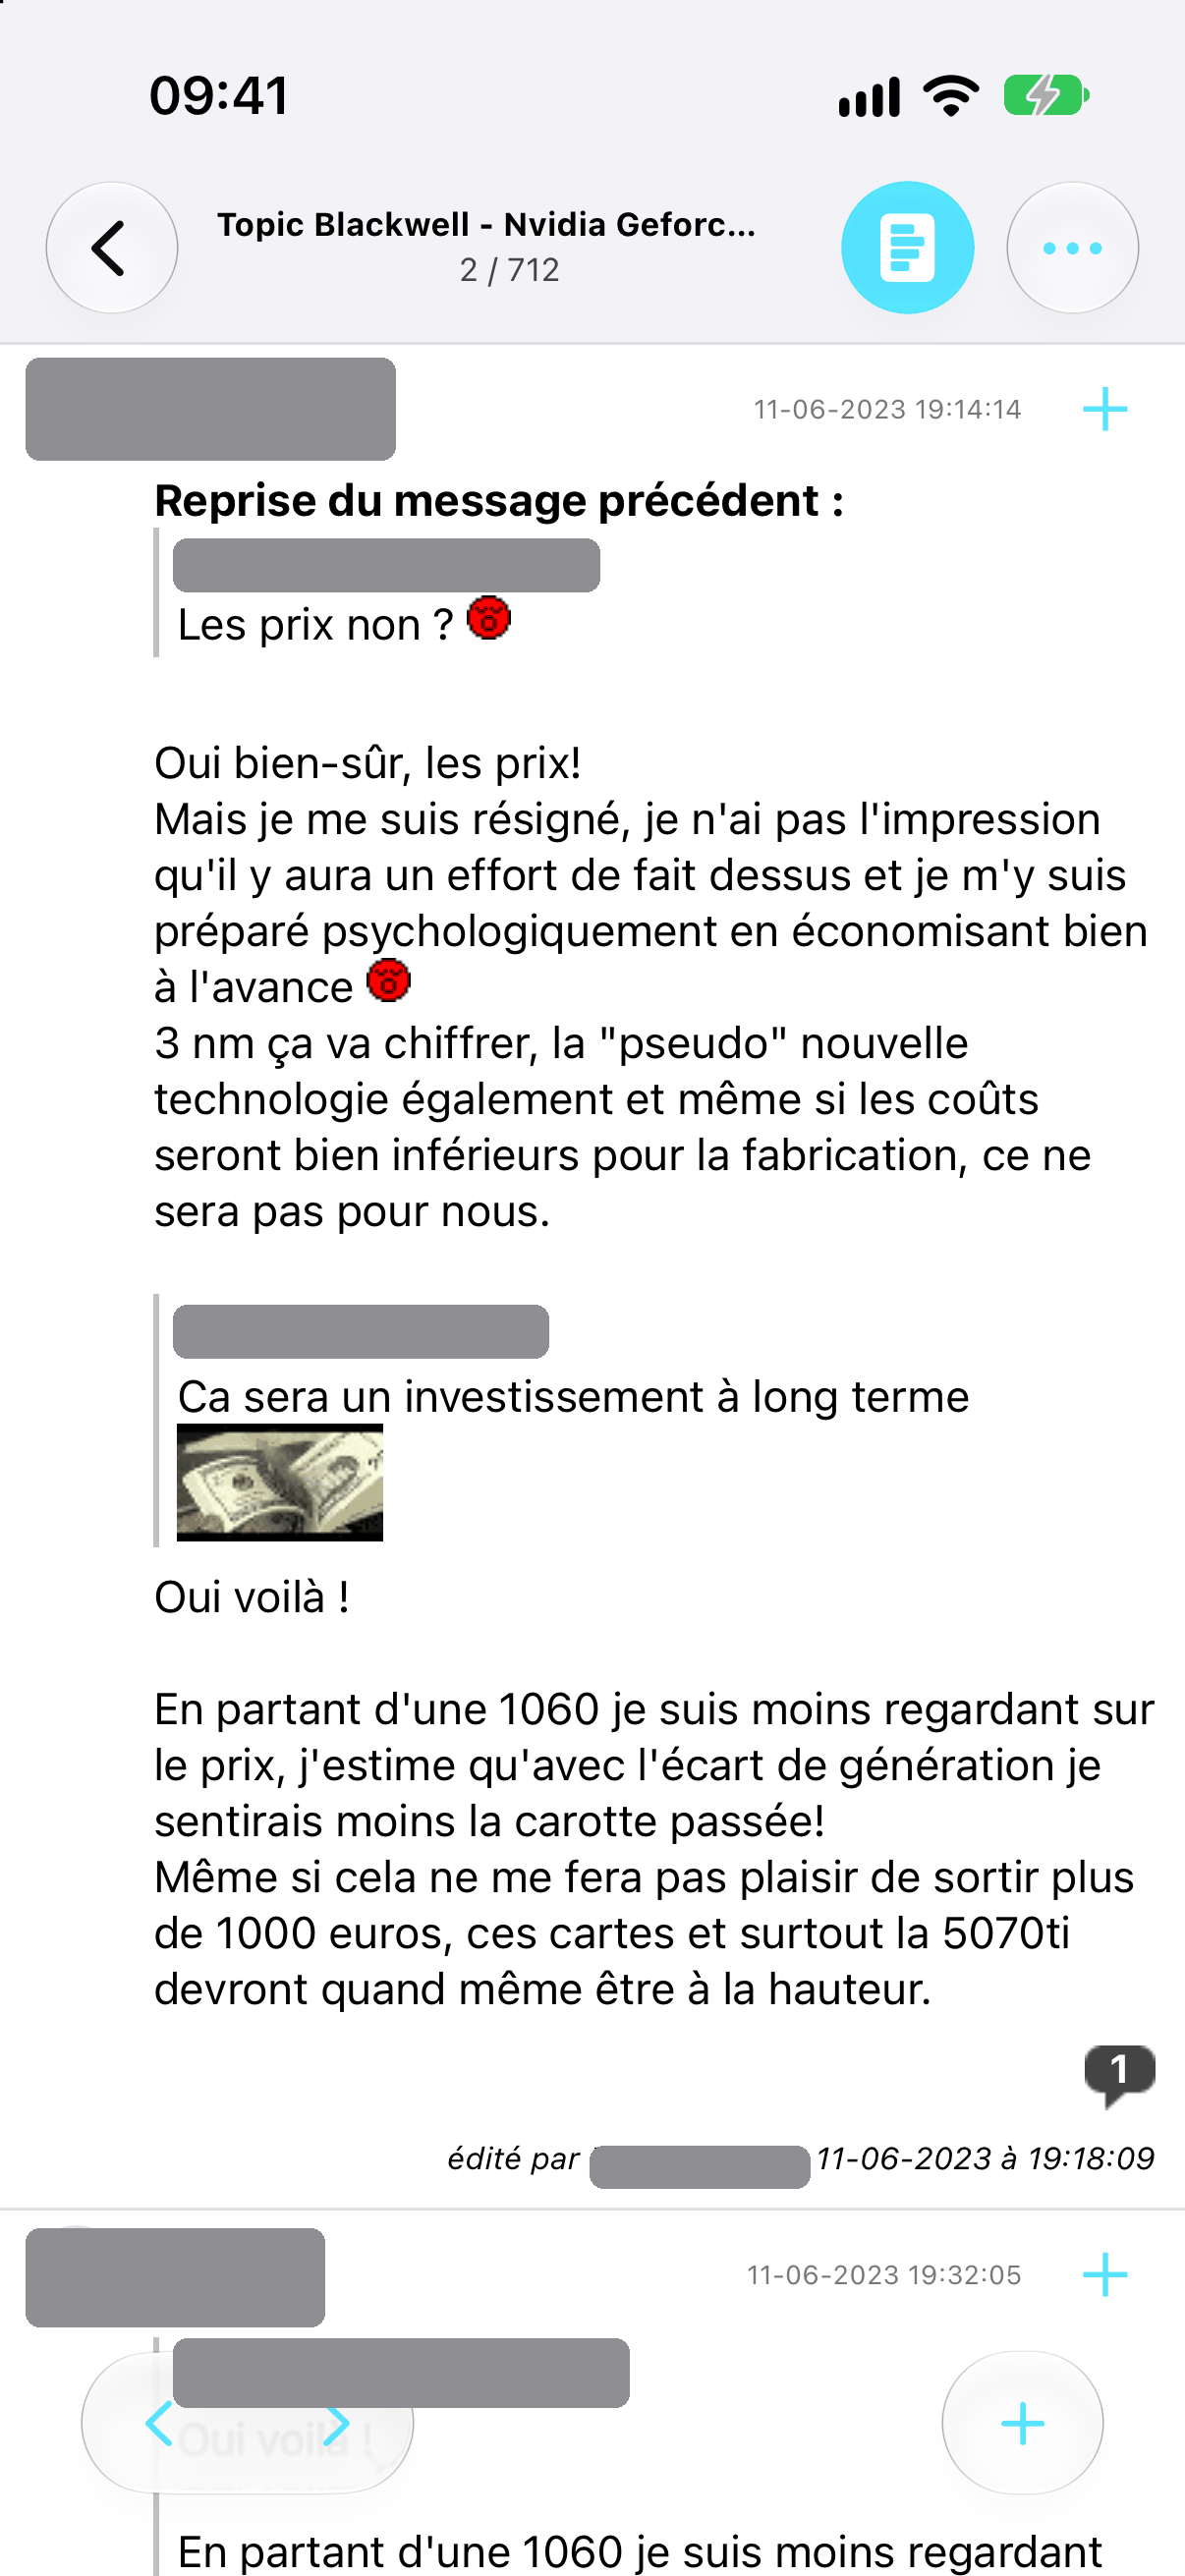 09:41
Topic Blackwell - Nvidia Geforc...
2 / 712
11-06-2023 19:14:14
Reprise du message précédent :
Les prix non ?
Oui bien-sûr, les prix!
Mais je me suis résigné, je n'ai pas l'impression
qu'il y aura un effort de fait dessus et je m'y suis
préparé psychologiquement en économisant bien
à l'avance
3 nm ça va chiffrer, la "pseudo" nouvelle
technologie également et même si les coûts
seront bien inférieurs pour la fabrication, ce ne
sera pas pour nous.
Ca sera un investissement à long terme
Oui voilà !
En partant d'une 1060 je suis moins regardant sur
le prix, j'estime qu'avec l'écart de génération je
sentirais moins la carotte passée!
Même si cela ne me fera pas plaisir de sortir plus
de 1000 euros, ces cartes et surtout la 5070ti
devront quand même être à la hauteur.
1
édité par 11-06-2023 à 19:18:09
11-06-2023 19:32:05
Oui voilà !
En partant d'une 1060 je suis moins regardant